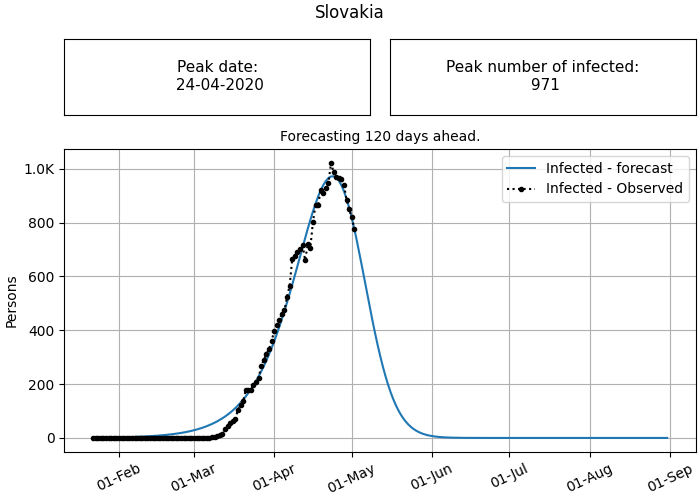 Slovakia
Peak date:
24-04-2020
Peak number of infected:
971
Forecasting 120 days ahead.
Infected - forecast
Infected - Observed
Persons
1.0K
800
600
400
200
0
01-Feb
01-Mar
01-Apr
01-May
01-Jun
01-Jul
01-Aug
01-Sep